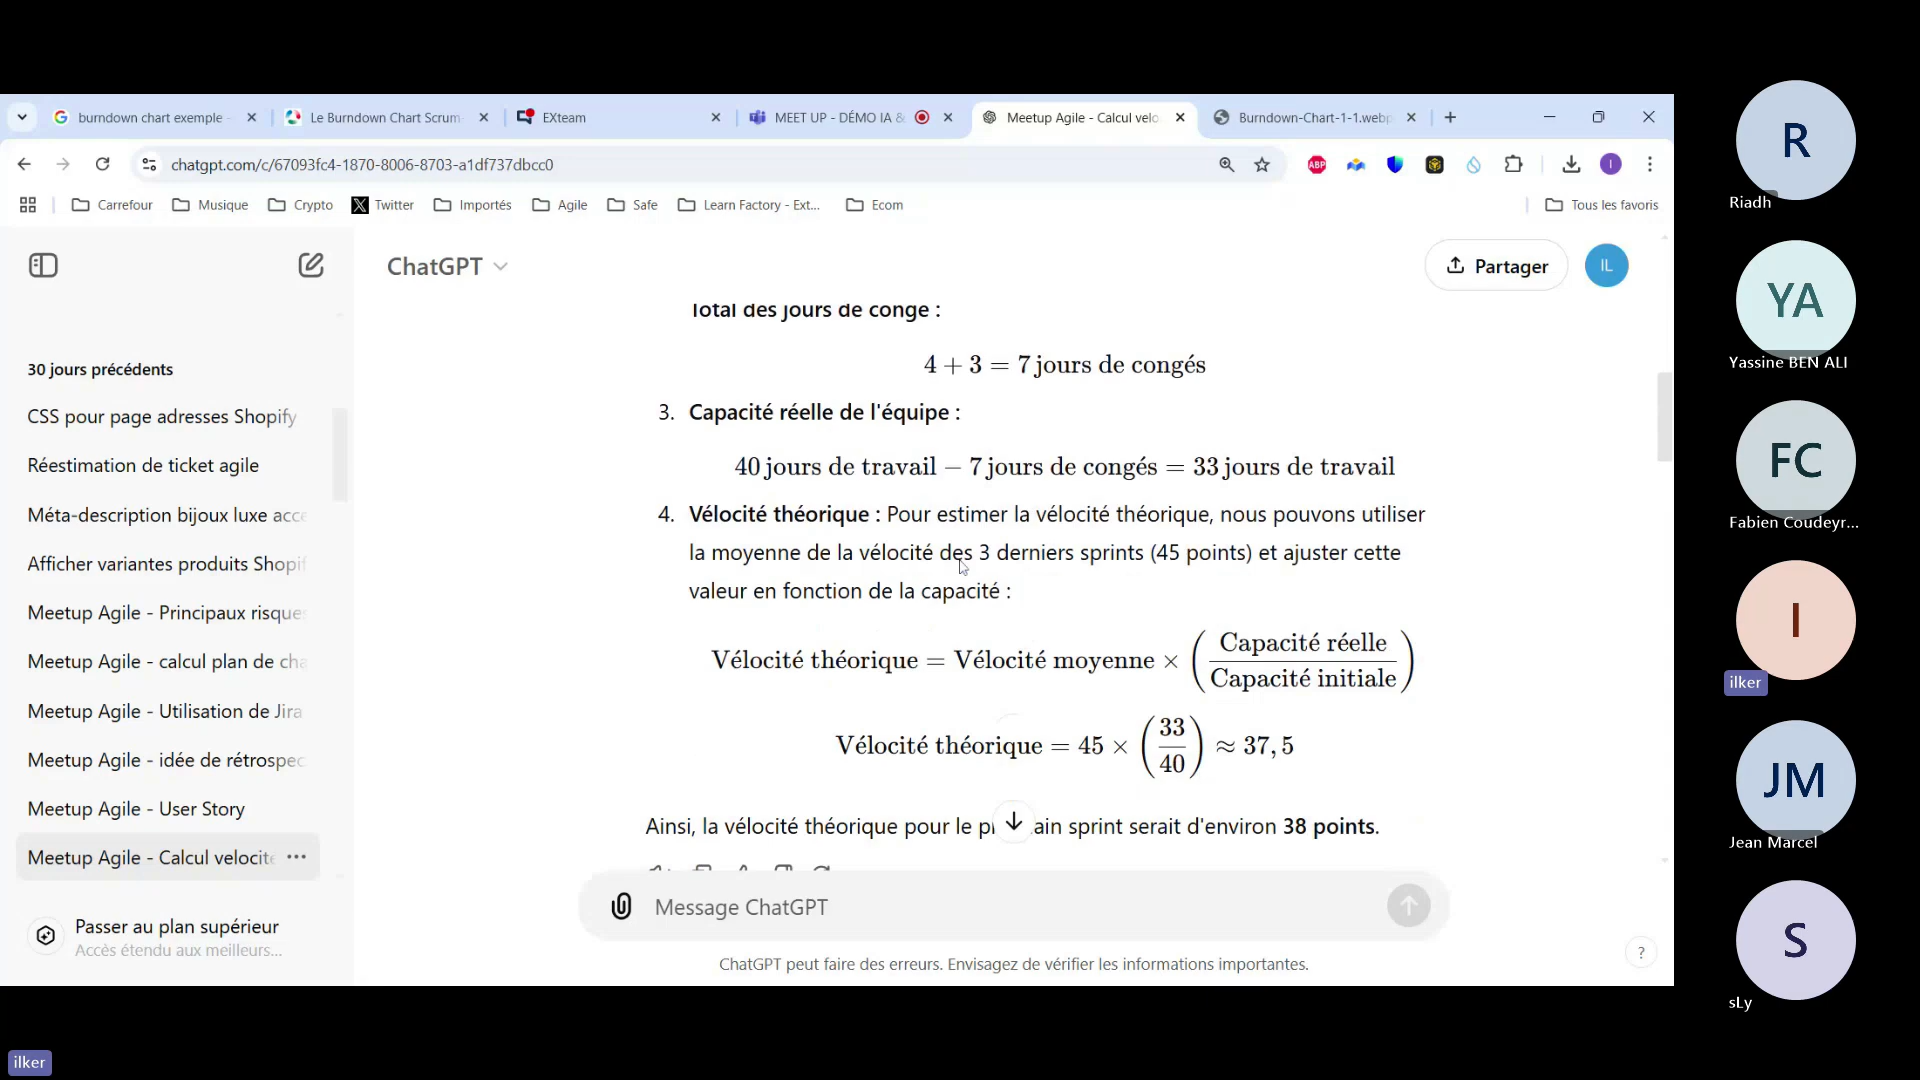 burndown chart exemple
Le Burndown Chart Scrum
EXteam
MEET UP - DÉMO IA &
Meetup Agile - Calcul velo
Burndown-Chart-1-1.webp
chatgpt.com/c/67093fc4-1870-8006-8703-a1df737dbcc0
ABP
I
Carrefour
Musique
Crypto
Twitter
Importés
Agile
Safe
Learn Factory - Ext...
Ecom
Tous les favoris
ChatGPT
Partager
IL
30 jours précédents
CSS pour page adresses Shopify
Réestimation de ticket agile
Méta-description bijoux luxe acce
Afficher variantes produits Shopif
Meetup Agile - Principaux risques
Meetup Agile - calcul plan de cha
Meetup Agile - Utilisation de Jira
Meetup Agile - idée de rétrospec
Meetup Agile - User Story
Meetup Agile - Calcul velocité
Passer au plan supérieur
Accès étendu aux meilleurs...
Total des jours de congé :
4 + 3 = 7 jours de congés
3. Capacité réelle de l'équipe :
40 jours de travail − 7 jours de congés = 33 jours de travail
4. Vélocité théorique : Pour estimer la vélocité théorique, nous pouvons utiliser
la moyenne de la vélocité des 3 derniers sprints (45 points) et ajuster cette
valeur en fonction de la capacité :
Vélocité théorique = Vélocité moyenne × (Capacité réelle / Capacité initiale)
Vélocité théorique = 45 × (33 / 40) ≈ 37, 5
Ainsi, la vélocité théorique pour le prochain sprint serait d'environ 38 points.
Message ChatGPT
ChatGPT peut faire des erreurs. Envisagez de vérifier les informations importantes.
?
R
Riadh
YA
Yassine BEN ALI
FC
Fabien Coudeyr...
I
ilker
JM
Jean Marcel
S
sLy
ilker